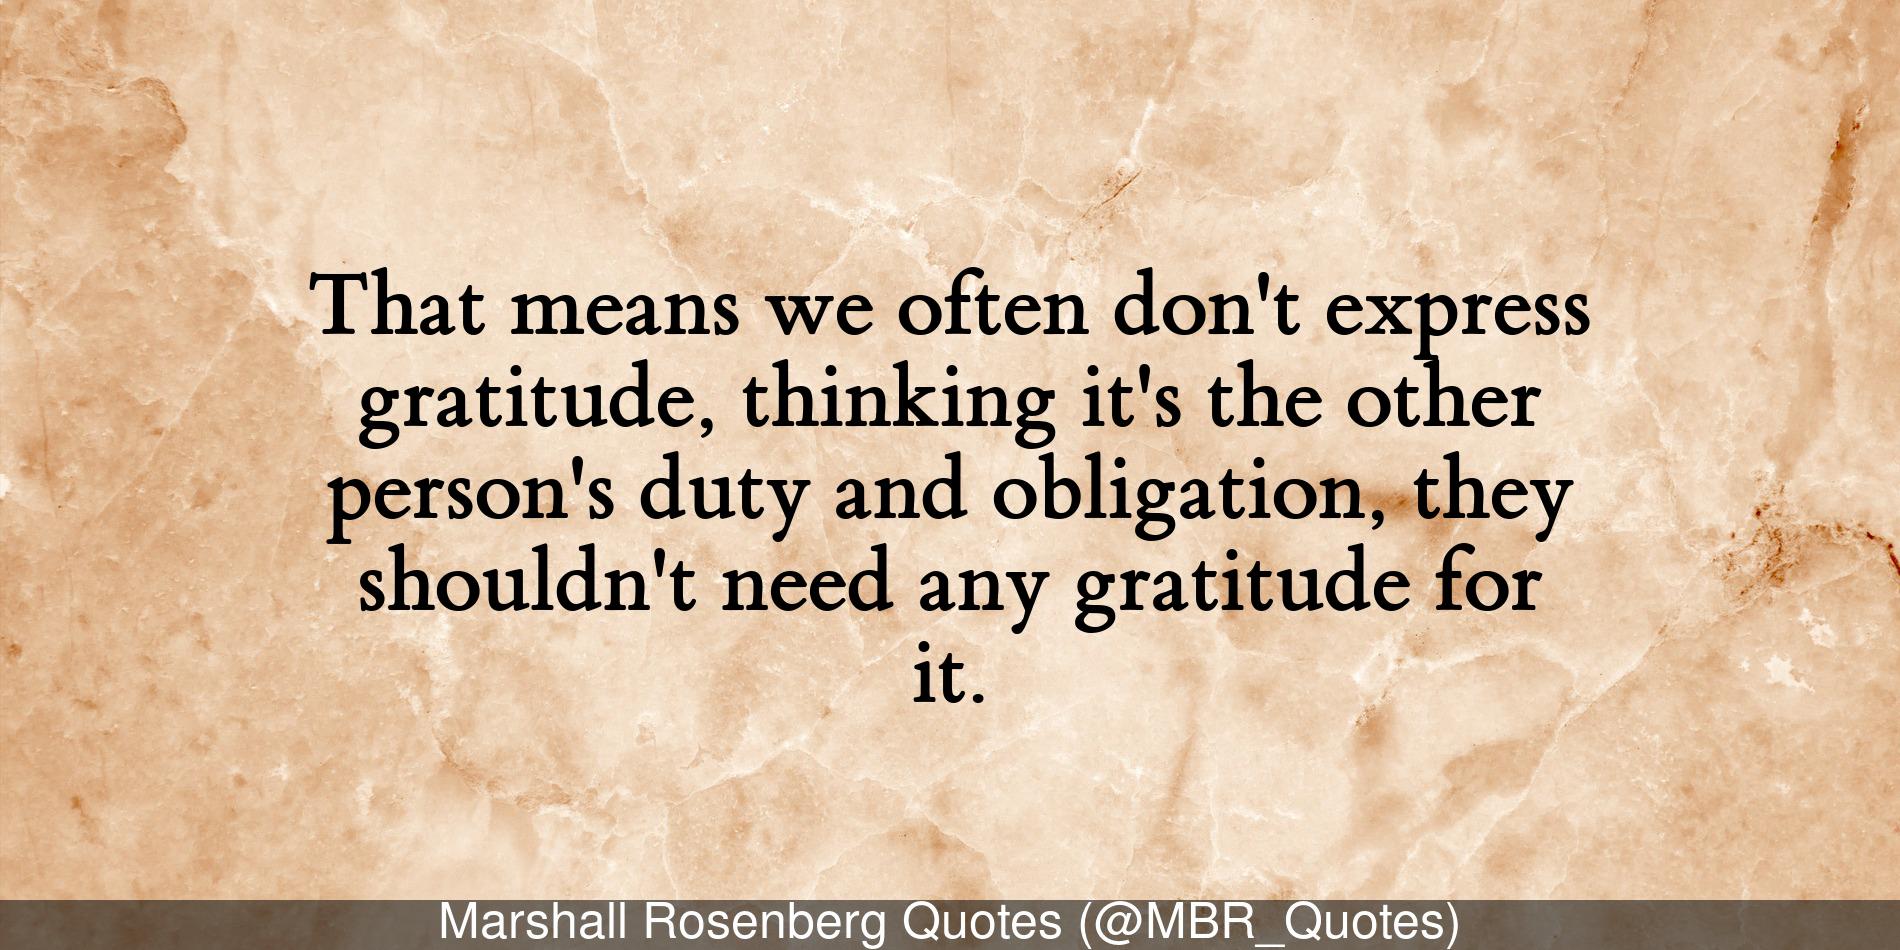 That means we often don't express
gratitude, thinking it's the other
person's duty and obligation, they
shouldn't need any gratitude for
it.
Marshall Rosenberg Quotes (@MBR_Quotes)